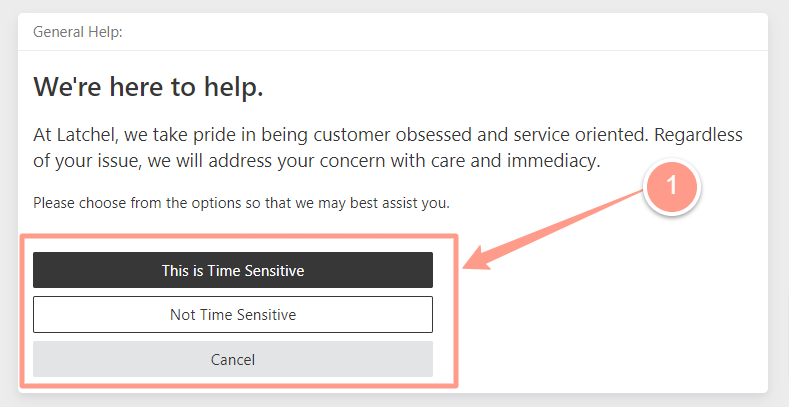 General Help:
We're here to help.
At Latchel, we take pride in being customer obsessed and service oriented. Regardless
of your issue, we will address your concern with care and immediacy.
1
Please choose from the options so that we may best assist you.
This is Time Sensitive
Not Time Sensitive
Cancel